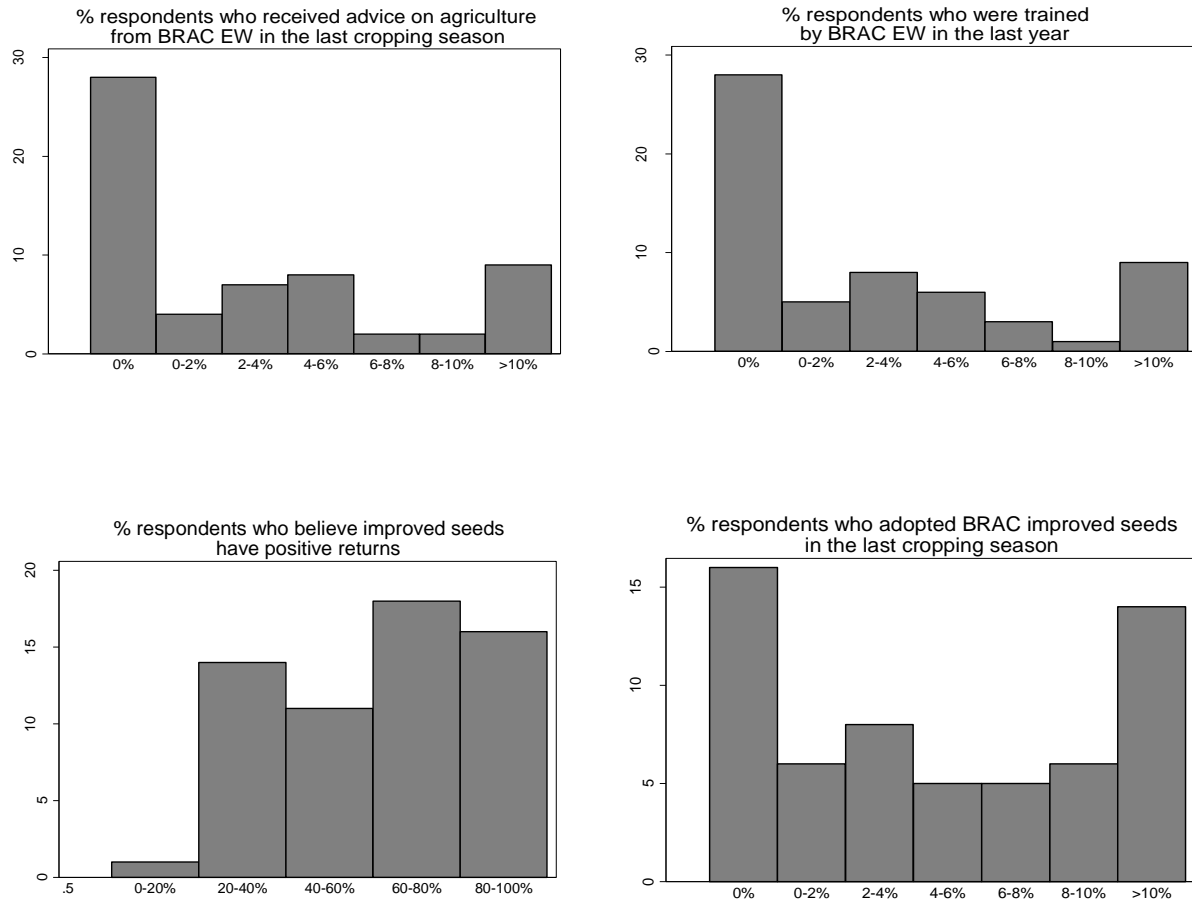 % respondents who received advice on agriculture
from BRAC EW in the last cropping season
30
20
10
0
0% 0-2% 2-4% 4-6% 6-8% 8-10% >10%
% respondents who were trained
by BRAC EW in the last year
30
20
10
0
0% 0-2% 2-4% 4-6% 6-8% 8-10% >10%
% respondents who believe improved seeds
have positive returns
20
15
10
5
0
.5 0-20% 20-40% 40-60% 60-80% 80-100%
% respondents who adopted BRAC improved seeds
in the last cropping season
15
10
5
0
0% 0-2% 2-4% 4-6% 6-8% 8-10% >10%